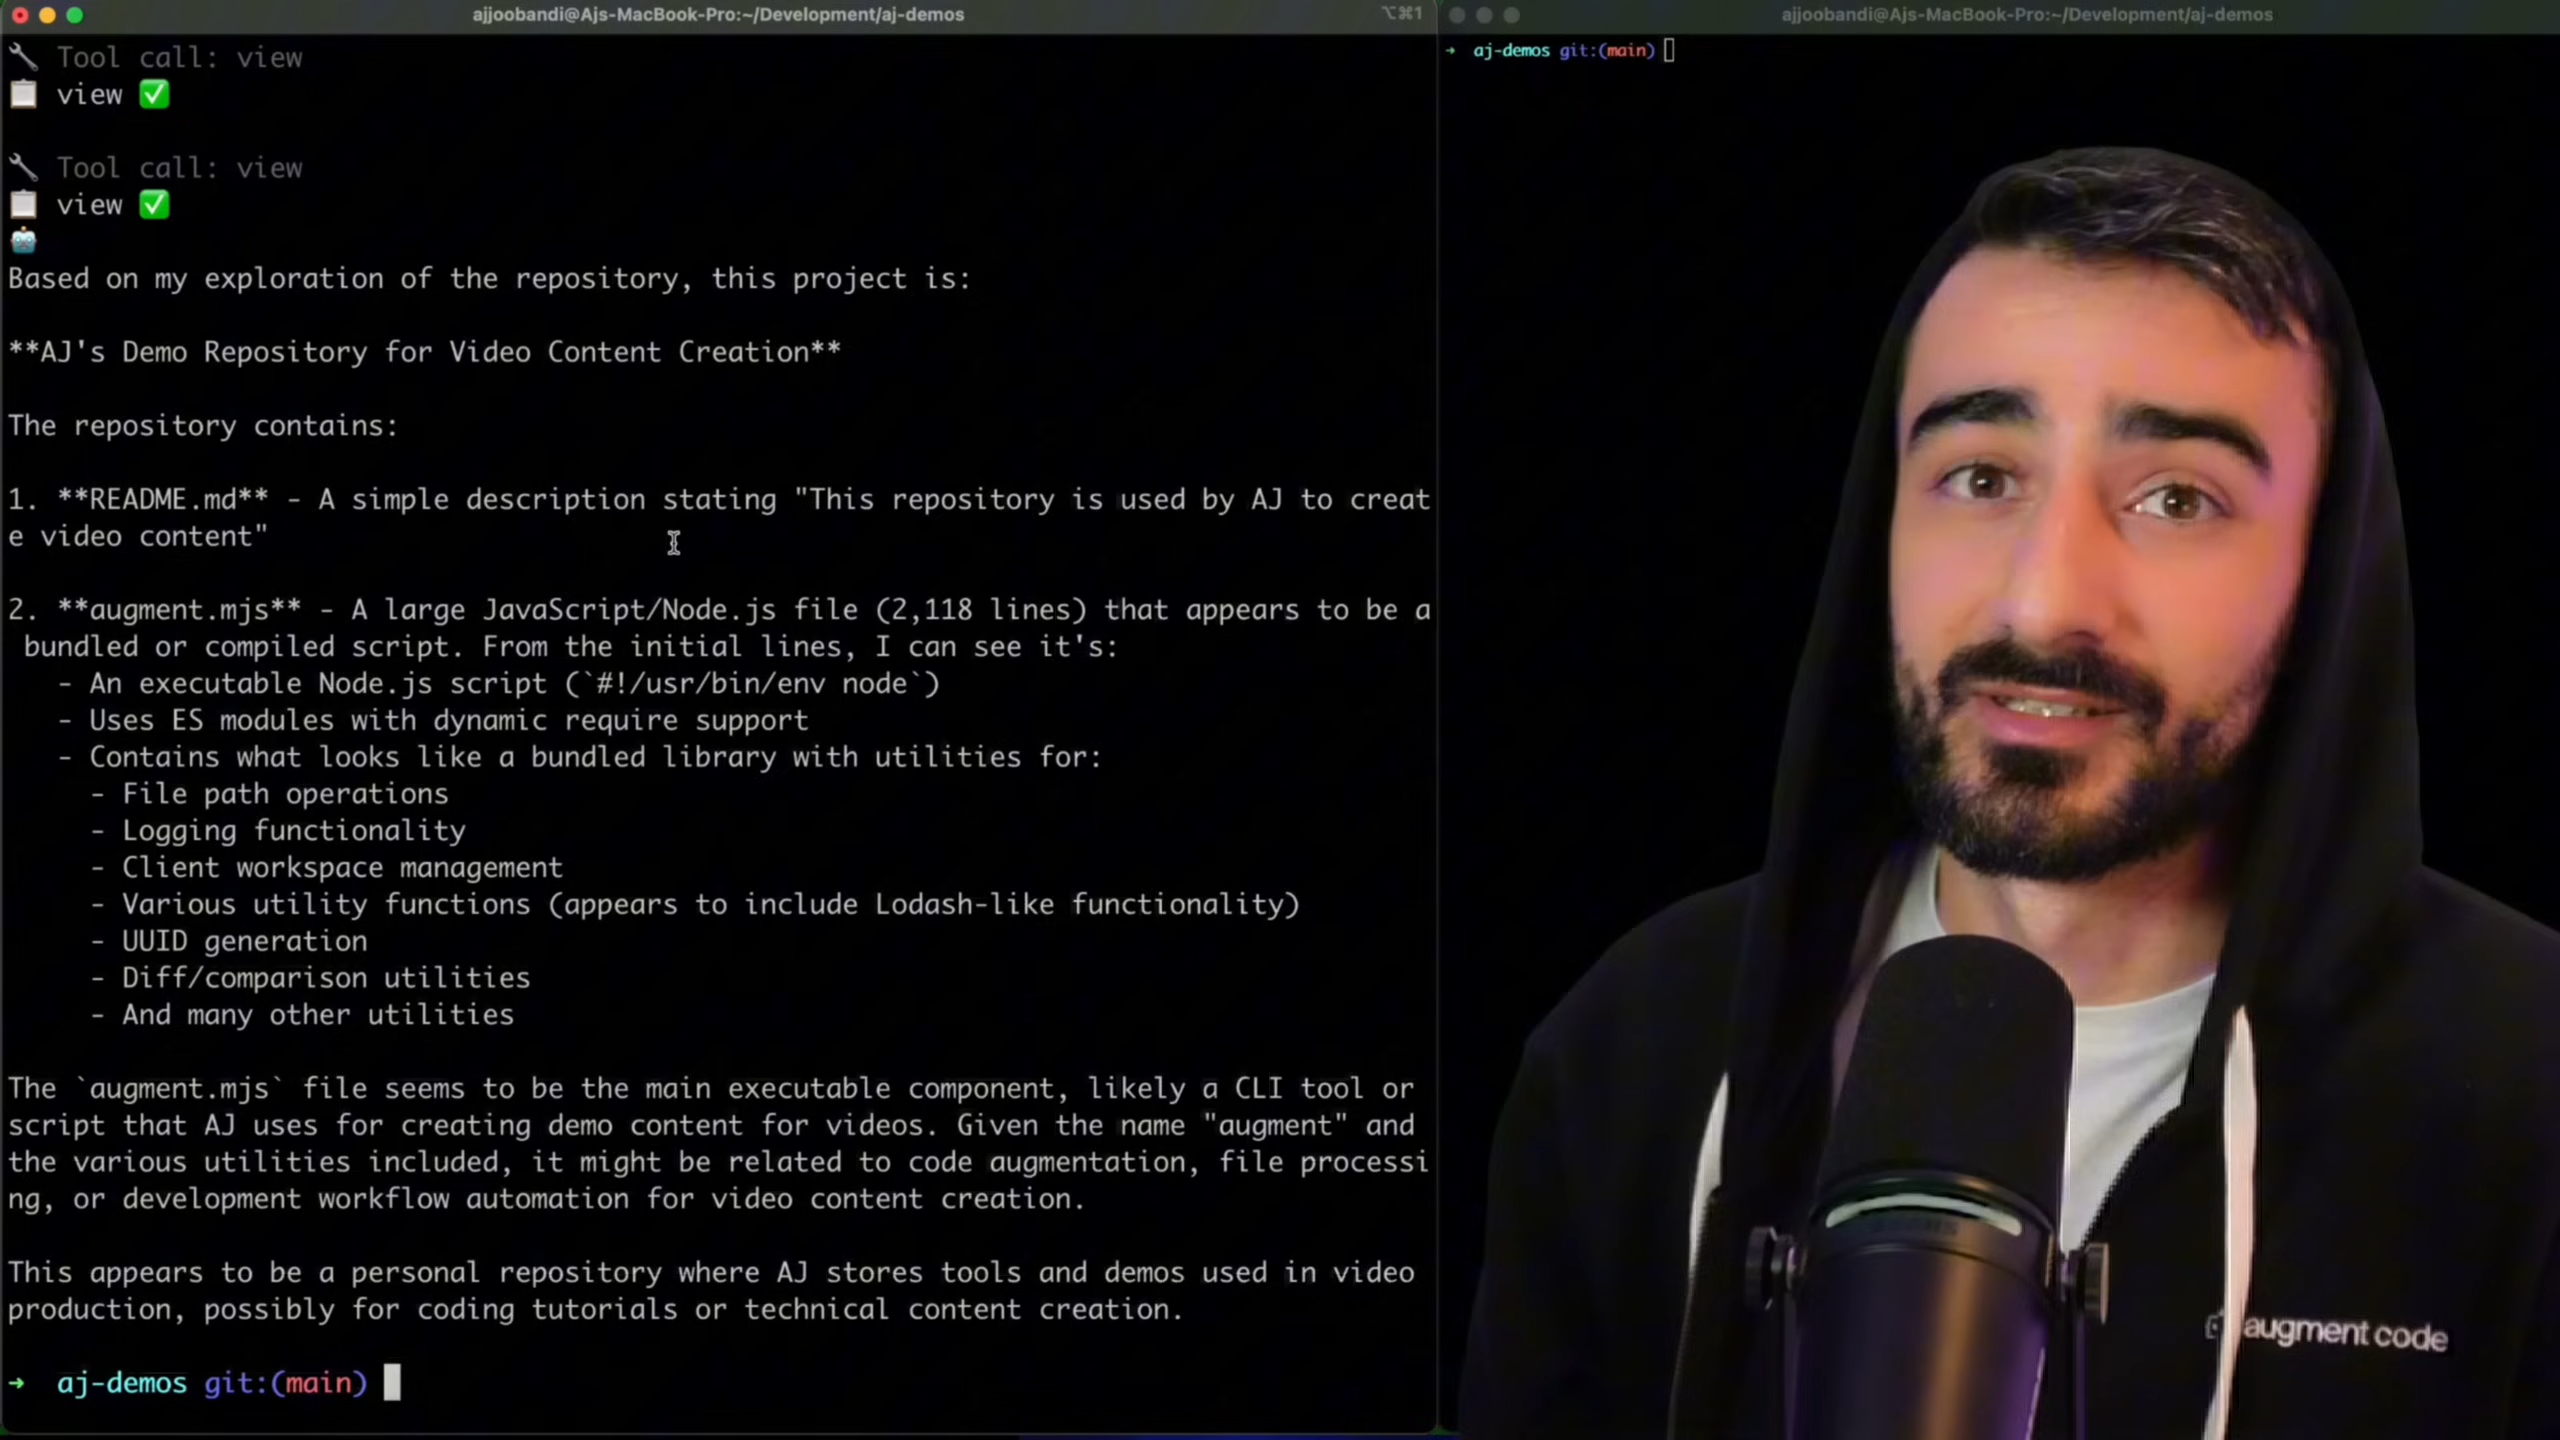 ajjoobandi@Ajs-MacBook-Pro:~/Development/aj-demos
⌥⌘1
Tool call: view
view
Tool call: view
view
Based on my exploration of the repository, this project is:
**AJ's Demo Repository for Video Content Creation**
The repository contains:
1. **README.md** - A simple description stating "This repository is used by AJ to creat
e video content"
2. **augment.mjs** - A large JavaScript/Node.js file (2,118 lines) that appears to be a
bundled or compiled script. From the initial lines, I can see it's:
- An executable Node.js script (`#!/usr/bin/env node`)
- Uses ES modules with dynamic require support
- Contains what looks like a bundled library with utilities for:
- File path operations
- Logging functionality
- Client workspace management
- Various utility functions (appears to include Lodash-like functionality)
- UUID generation
- Diff/comparison utilities
- And many other utilities
The `augment.mjs` file seems to be the main executable component, likely a CLI tool or
script that AJ uses for creating demo content for videos. Given the name "augment" and
the various utilities included, it might be related to code augmentation, file processi
ng, or development workflow automation for video content creation.
This appears to be a personal repository where AJ stores tools and demos used in video
production, possibly for coding tutorials or technical content creation.
→ aj-demos git:(main)
ajjoobandi@Ajs-MacBook-Pro:~/Development/aj-demos
→ aj-demos git:(main)
augment code